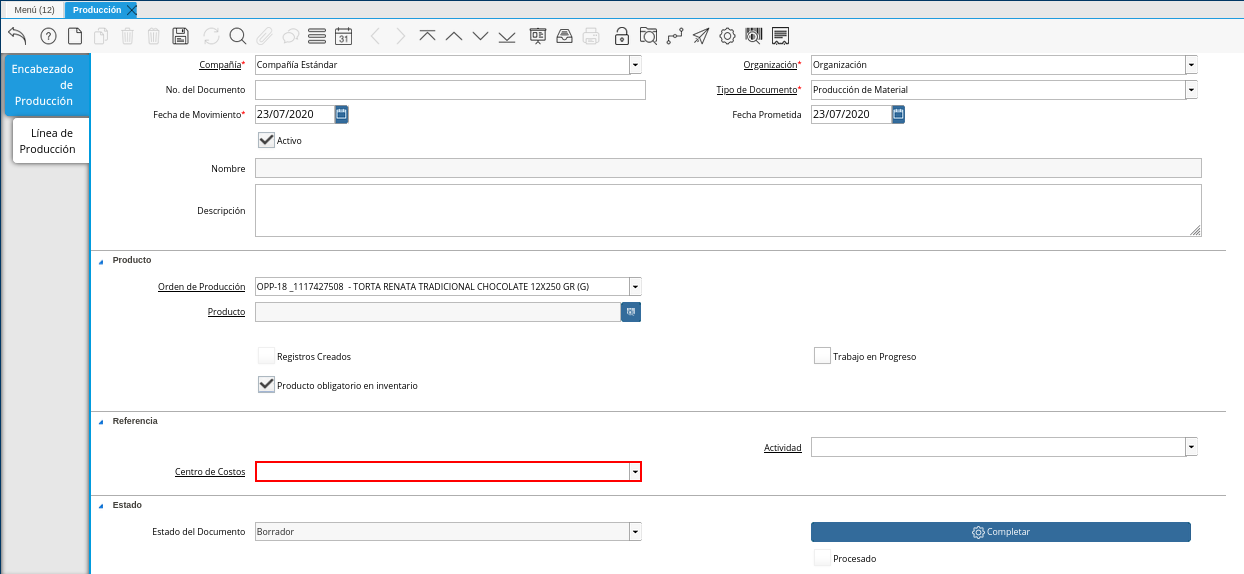 Menú (12) Producción
31
Encabezado
de
Producción
Línea de
Producción
Compañía* Compañía Estándar Organización* Organización
No. del Documento Tipo de Documento* Producción de Material
Fecha de Movimiento* 23/07/2020 Fecha Prometida 23/07/2020
Activo
Nombre
Descripción
Producto
Orden de Producción OPP-18 _1117427508 - TORTA RENATA TRADICIONAL CHOCOLATE 12X250 GR (G)
Producto
Registros Creados Trabajo en Progreso
Producto obligatorio en inventario
Referencia
Actividad
Centro de Costos
Estado
Estado del Documento Borrador Completar
Procesado